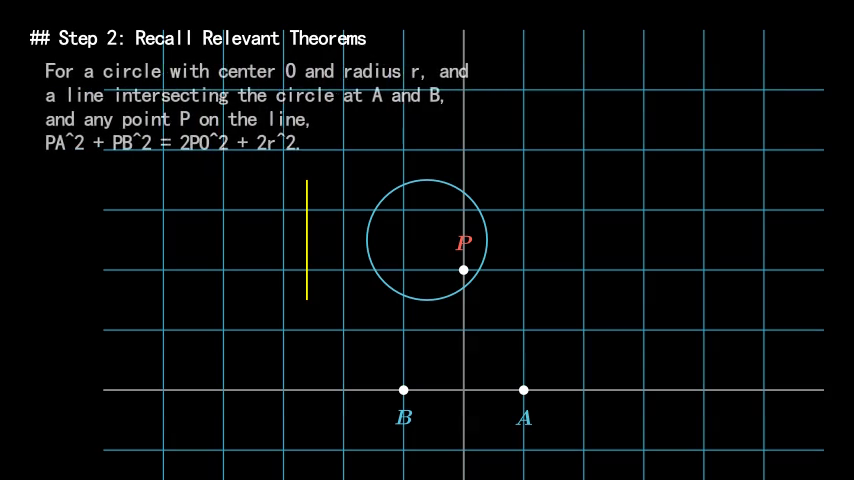 ## Step 2: Recall Relevant Theorems
For a circle with center O and radius r, and
a line intersecting the circle at A and B,
and any point P on the line,
PA^2 + PB^2 = 2PO^2 + 2r^2.
P
B
A